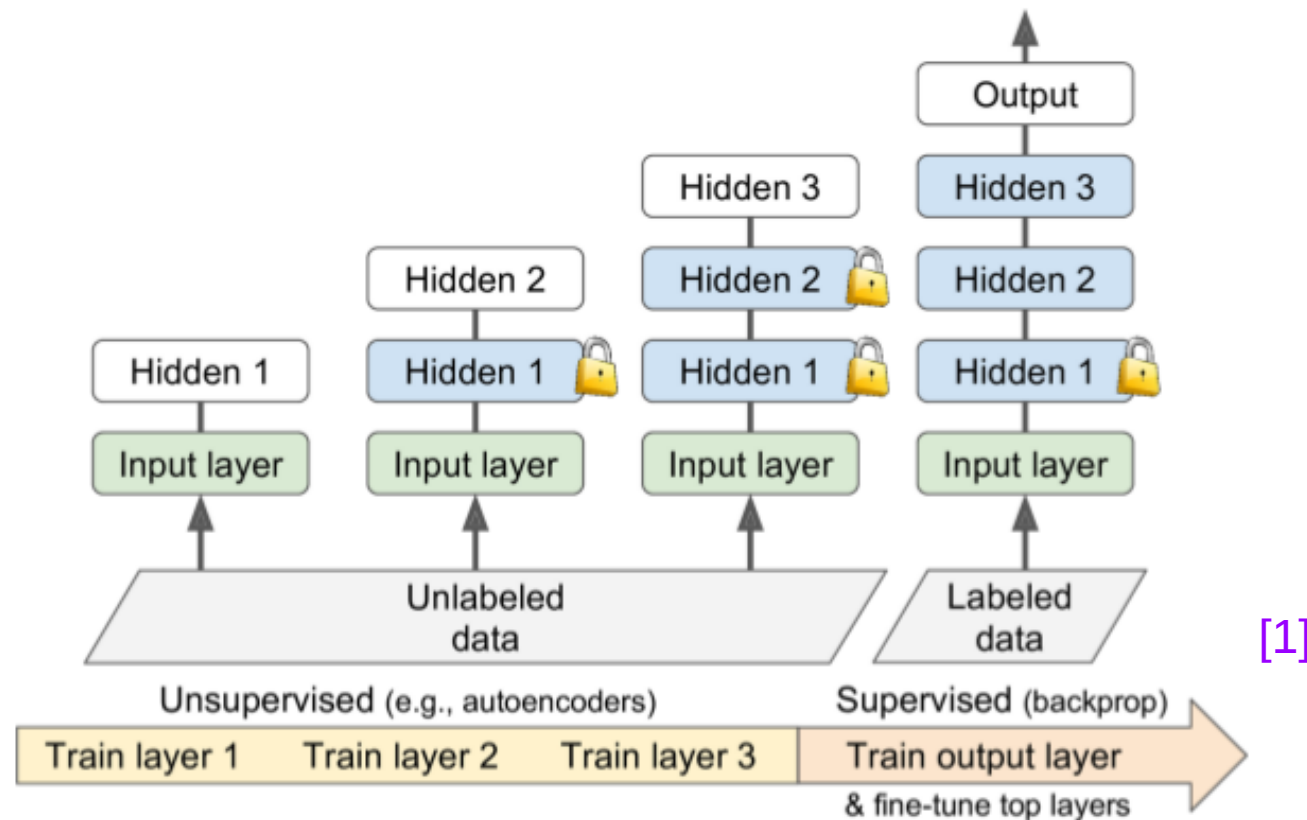 Output
Hidden 3
Hidden 3
Hidden 2
Hidden 2
Hidden 2
Hidden 1
Hidden 1
Hidden 1
Hidden 1
Input layer
Input layer
Input layer
Input layer
Unlabeled
data
Labeled
data
[1]
Unsupervised (e.g., autoencoders)
Supervised (backprop)
Train layer 1
Train layer 2
Train layer 3
Train output layer
& fine-tune top layers